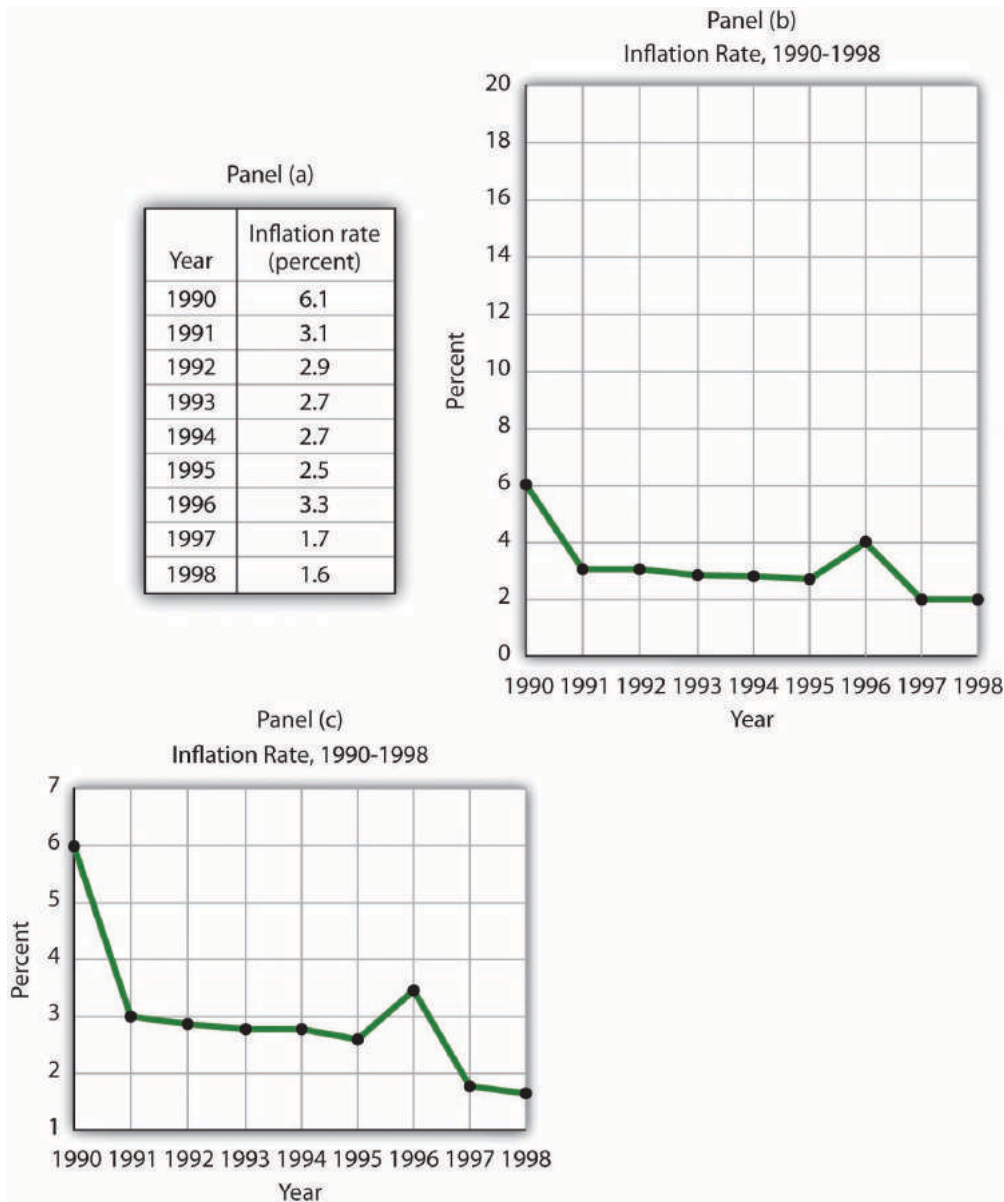 Panel (a)
Year Inflation rate (percent)
1990 6.1
1991 3.1
1992 2.9
1993 2.7
1994 2.7
1995 2.5
1996 3.3
1997 1.7
1998 1.6
Panel (b)
Inflation Rate, 1990-1998
Percent
20
18
16
14
12
10
8
6
4
2
0
1990 1991 1992 1993 1994 1995 1996 1997 1998
Year
Panel (c)
Inflation Rate, 1990-1998
Percent
7
6
5
4
3
2
1
1990 1991 1992 1993 1994 1995 1996 1997 1998
Year